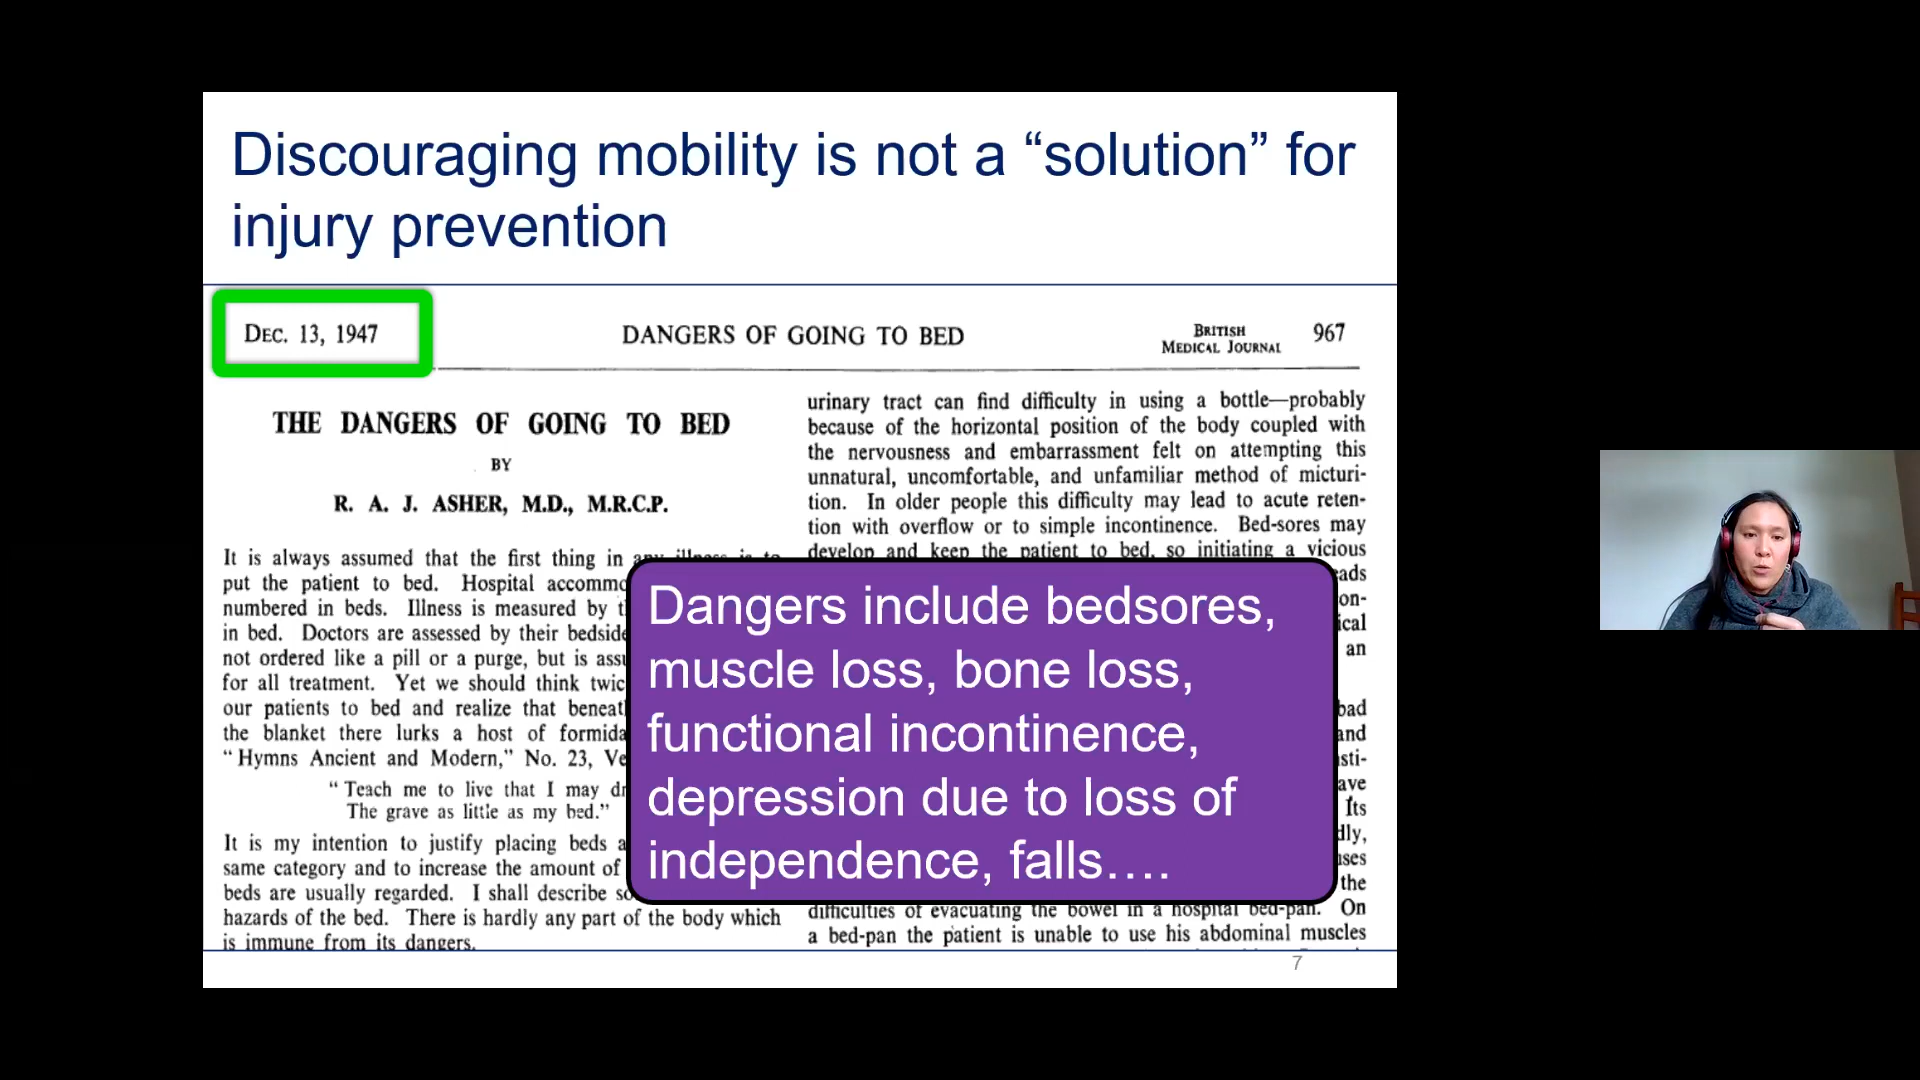 Discouraging mobility is not a “solution” for
injury prevention
DEC. 13, 1947
DANGERS OF GOING TO BED
BRITISH
MEDICAL JOURNAL
967
THE DANGERS OF GOING TO BED
BY
R. A. J. ASHER, M.D., M.R.C.P.
It is always assumed that the first thing in any illness is to
put the patient to bed. Hospital
numbered in beds. Illness is measured by
in bed. Doctors are assessed by their
not ordered like a pill or a purge, but is
for all treatment. Yet we should think
our patients to bed and realize that
the blanket there lurks a host of
“ Hymns Ancient and Modern,” No. 23,
“ Teach me to live that I may
The grave as little as my bed.”
It is my intention to justify placing beds
same category and to increase the amount of
beds are usually regarded. I shall describe
hazards of the bed. There is hardly any part of the body which
is immune from its dangers.
urinary tract can find difficulty in using a bottle—probably
because of the horizontal position of the body coupled with
the nervousness and embarrassment felt on attempting this
unnatural, uncomfortable, and unfamiliar method of micturi-
tion. In older people this difficulty may lead to acute reten-
tion with overflow or to simple incontinence. Bed-sores may
develop and keep the patient to bed, so initiating a vicious
an
bad
and
Its
the
difficulties of evacuating the bowel in a hospital bed-pan. On
a bed-pan the patient is unable to use his abdominal muscles
Dangers include bedsores,
muscle loss, bone loss,
functional incontinence,
depression due to loss of
independence, falls….
7